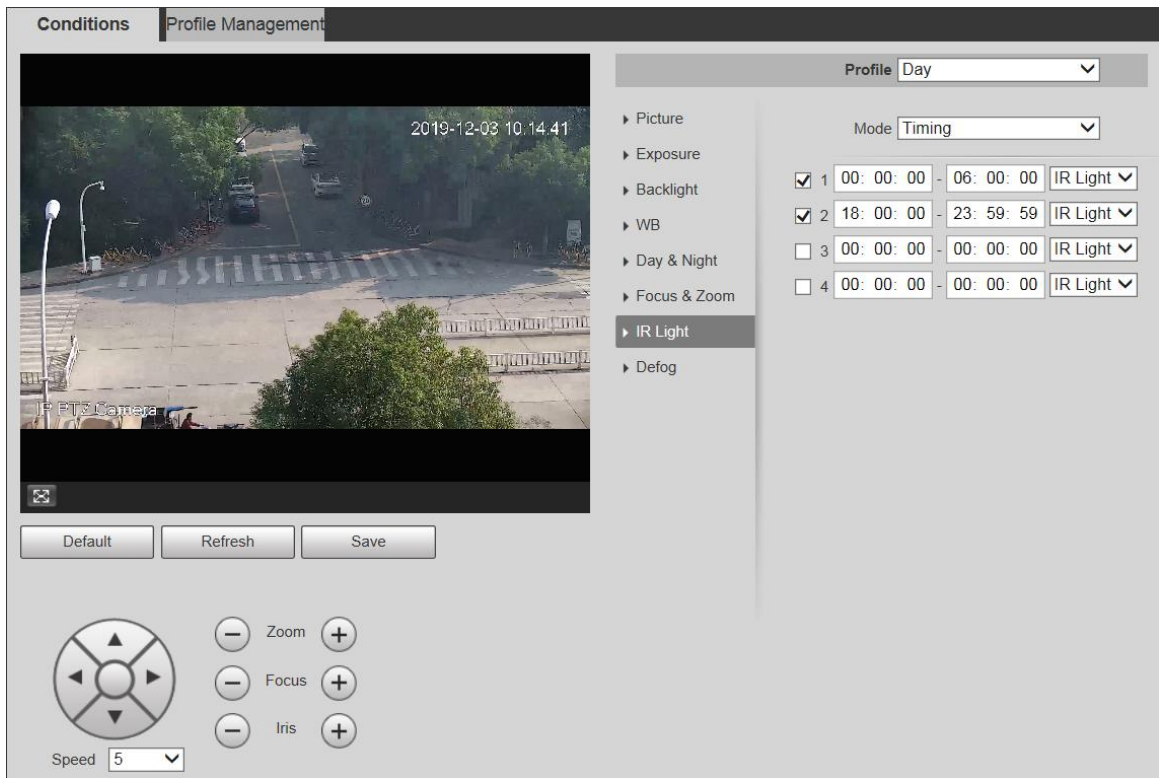 Conditions Profile Management
Profile Day
2019-12-03 10:14:41
IP PTZ Camera
Picture
Exposure
Backlight
WB
Day & Night
Focus & Zoom
IR Light
Defog
Mode Timing
1 00: 00: 00 - 06: 00: 00 IR Light
2 18: 00: 00 - 23: 59: 59 IR Light
3 00: 00: 00 - 00: 00: 00 IR Light
4 00: 00: 00 - 00: 00: 00 IR Light
Default Refresh Save
Zoom
Focus
Iris
Speed 5